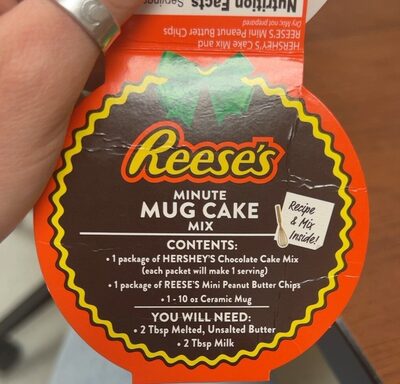 Nutrition Facts Servings
Dry Mix; not prepared
REESE'S Mini Peanut Butter Chips
HERSHEY'S Cake Mix and
REESE'S
MINUTE
MUG CAKE
MIX
Recipe
& Mix
Inside!
CONTENTS:
• 1 package of HERSHEY'S Chocolate Cake Mix
(each packet will make 1 serving)
• 1 package of REESE'S Mini Peanut Butter Chips
• 1 - 10 oz Ceramic Mug
YOU WILL NEED:
• 2 Tbsp Melted, Unsalted Butter
• 2 Tbsp Milk